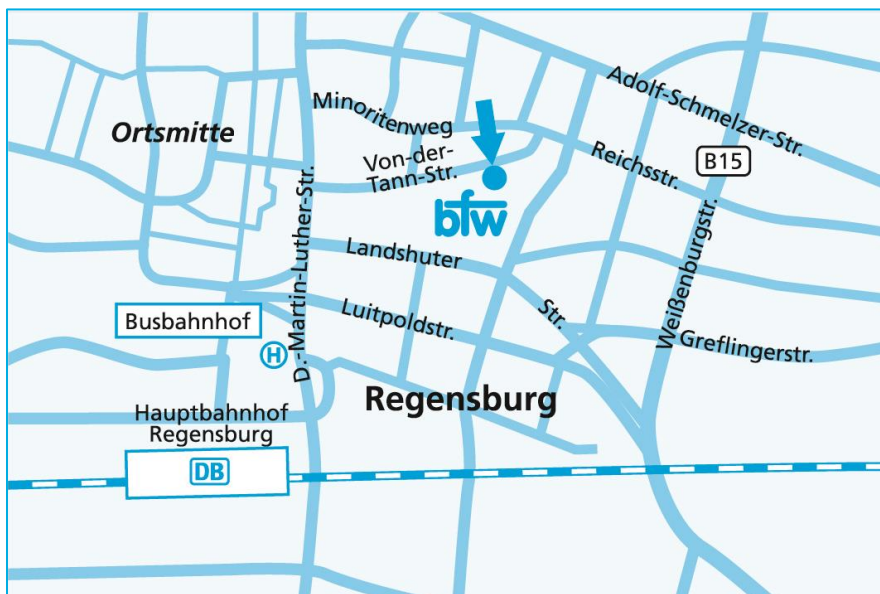 Adolf-Schmelzer-Str.
Minoritenweg
Ortsmitte
Von-der-
Tann-Str.
Reichsstr.
B15
bfw
D.-Martin-Luther-Str.
Landshuter
Str.
Weißenburgstr.
Busbahnhof
Luitpoldstr.
H
Greflingerstr.
Regensburg
Hauptbahnhof
Regensburg
DB